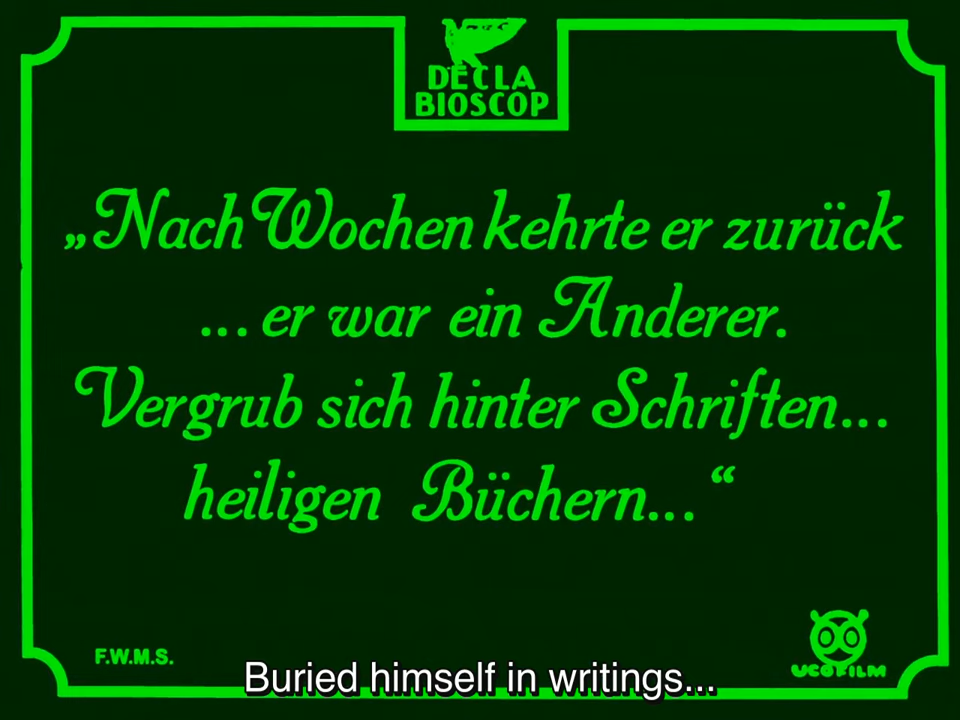 DECLA
BIOSCOP
„Nach Wochen kehrte er zurück
...er war ein Anderer.
Vergrub sich hinter Schriften...
heiligen Büchern...“
F.W.M.S.
UCOFILM
Buried himself in writings...